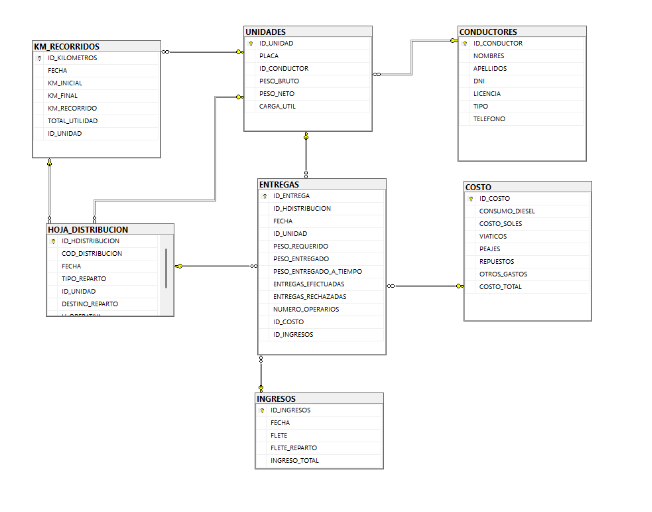 KM_RECORRIDOS
ID_KILOMETROS
FECHA
KM_INICIAL
KM_FINAL
KM_RECORRIDO
TOTAL_UTILIDAD
ID_UNIDAD
UNIDADES
ID_UNIDAD
PLACA
ID_CONDUCTOR
PESO_BRUTO
PESO_NETO
CARGA_UTIL
CONDUCTORES
ID_CONDUCTOR
NOMBRES
APELLIDOS
DNI
LICENCIA
TIPO
TELEFONO
HOJA_DISTRIBUCION
ID_HDISTRIBUCION
COD_DISTRIBUCION
FECHA
TIPO_REPARTO
ID_UNIDAD
DESTINO_REPARTO
ENTREGAS
ID_ENTREGA
ID_HDISTRIBUCION
FECHA
ID_UNIDAD
PESO_REQUERIDO
PESO_ENTREGADO
PESO_ENTREGADO_A_TIEMPO
ENTREGAS_EFECTUADAS
ENTREGAS_RECHAZADAS
NUMERO_OPERARIOS
ID_COSTO
ID_INGRESOS
COSTO
ID_COSTO
CONSUMO_DIESEL
COSTO_SOLES
VIATICOS
PEAJES
REPUESTOS
OTROS_GASTOS
COSTO_TOTAL
INGRESOS
ID_INGRESOS
FECHA
FLETE
FLETE_REPARTO
INGRESO_TOTAL